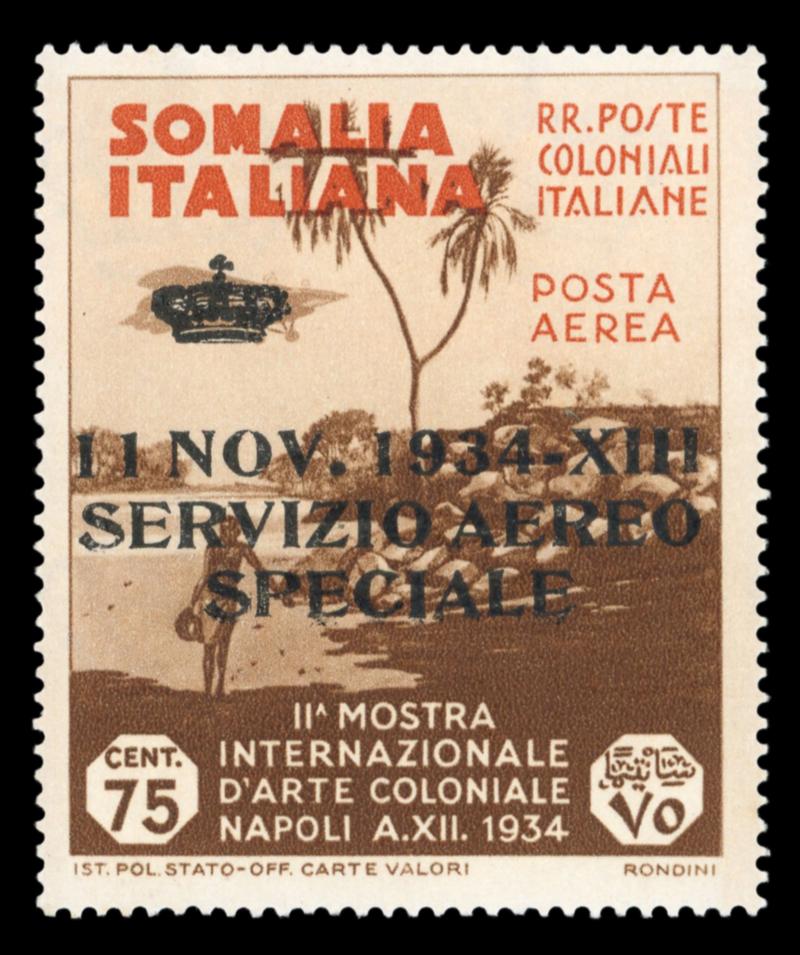 SOMALIA
ITALIANA
RR. POSTE
COLONIALI
ITALIANE
POSTA
AEREA
11 NOV. 1934-XIII
SERVIZIO AEREO
SPECIALE
IIᴬ MOSTRA
INTERNAZIONALE
D'ARTE COLONIALE
NAPOLI A.XII. 1934
CENT.
75
٧٥
IST. POL. STATO-OFF. CARTE VALORI
RONDINI